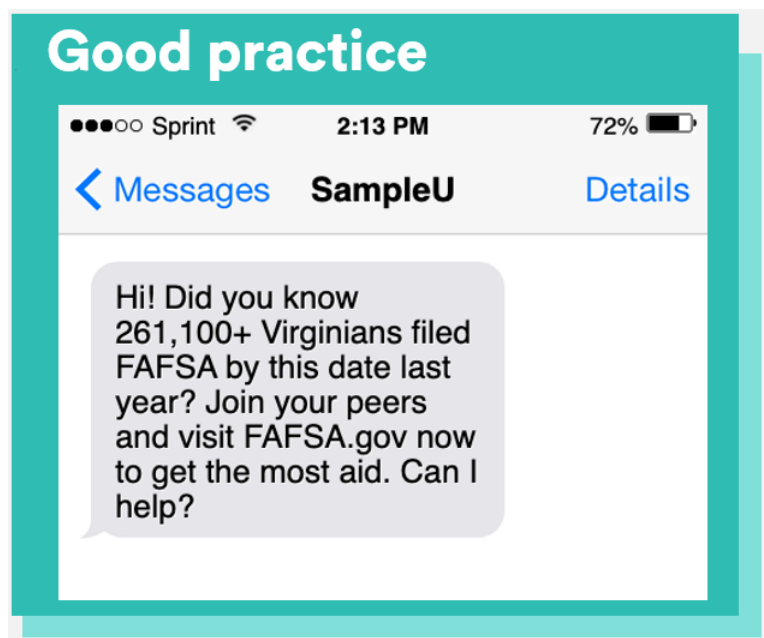 Good practice
Sprint 2:13 PM 72%
Messages SampleU Details
Hi! Did you know
261,100+ Virginians filed
FAFSA by this date last
year? Join your peers
and visit FAFSA.gov now
to get the most aid. Can I
help?